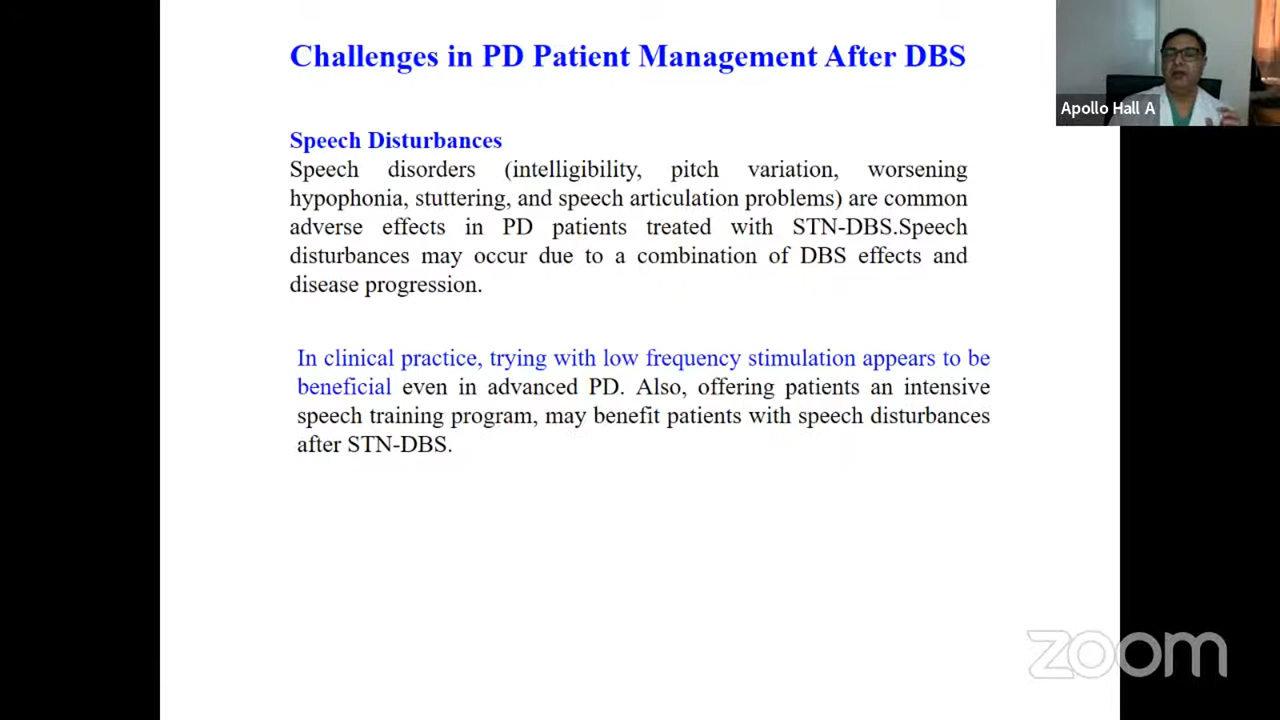 Challenges in PD Patient Management After DBS
Apollo Hall A
Speech Disturbances
Speech disorders (intelligibility, pitch variation, worsening
hypophonia, stuttering, and speech articulation problems) are common
adverse effects in PD patients treated with STN-DBS.Speech
disturbances may occur due to a combination of DBS effects and
disease progression.
In clinical practice, trying with low frequency stimulation appears to be
beneficial even in advanced PD. Also, offering patients an intensive
speech training program, may benefit patients with speech disturbances
after STN-DBS.
zoom